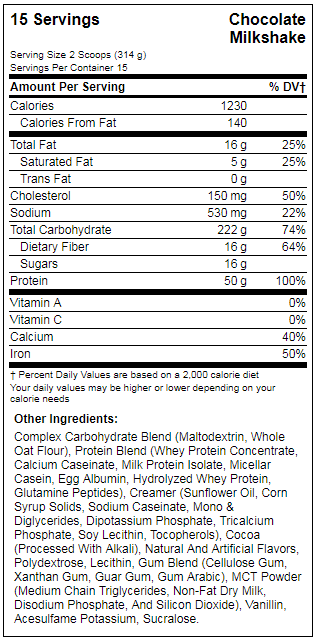 15 Servings
Chocolate
Milkshake
Serving Size 2 Scoops (314 g)
Servings Per Container 15
Amount Per Serving % DV†
Calories 1230
Calories From Fat 140
Total Fat 16 g 25%
Saturated Fat 5 g 25%
Trans Fat 0 g
Cholesterol 150 mg 50%
Sodium 530 mg 22%
Total Carbohydrate 222 g 74%
Dietary Fiber 16 g 64%
Sugars 16 g
Protein 50 g 100%
Vitamin A 0%
Vitamin C 0%
Calcium 40%
Iron 50%
† Percent Daily Values are based on a 2,000 calorie diet
Your daily values may be higher or lower depending on your
calorie needs
Other Ingredients:
Complex Carbohydrate Blend (Maltodextrin, Whole
Oat Flour), Protein Blend (Whey Protein Concentrate,
Calcium Caseinate, Milk Protein Isolate, Micellar
Casein, Egg Albumin, Hydrolyzed Whey Protein,
Glutamine Peptides), Creamer (Sunflower Oil, Corn
Syrup Solids, Sodium Caseinate, Mono &
Diglycerides, Dipotassium Phosphate, Tricalcium
Phosphate, Soy Lecithin, Tocopherols), Cocoa
(Processed With Alkali), Natural And Artificial Flavors,
Polydextrose, Lecithin, Gum Blend (Cellulose Gum,
Xanthan Gum, Guar Gum, Gum Arabic), MCT Powder
(Medium Chain Triglycerides, Non-Fat Dry Milk,
Disodium Phosphate, And Silicon Dioxide), Vanillin,
Acesulfame Potassium, Sucralose.